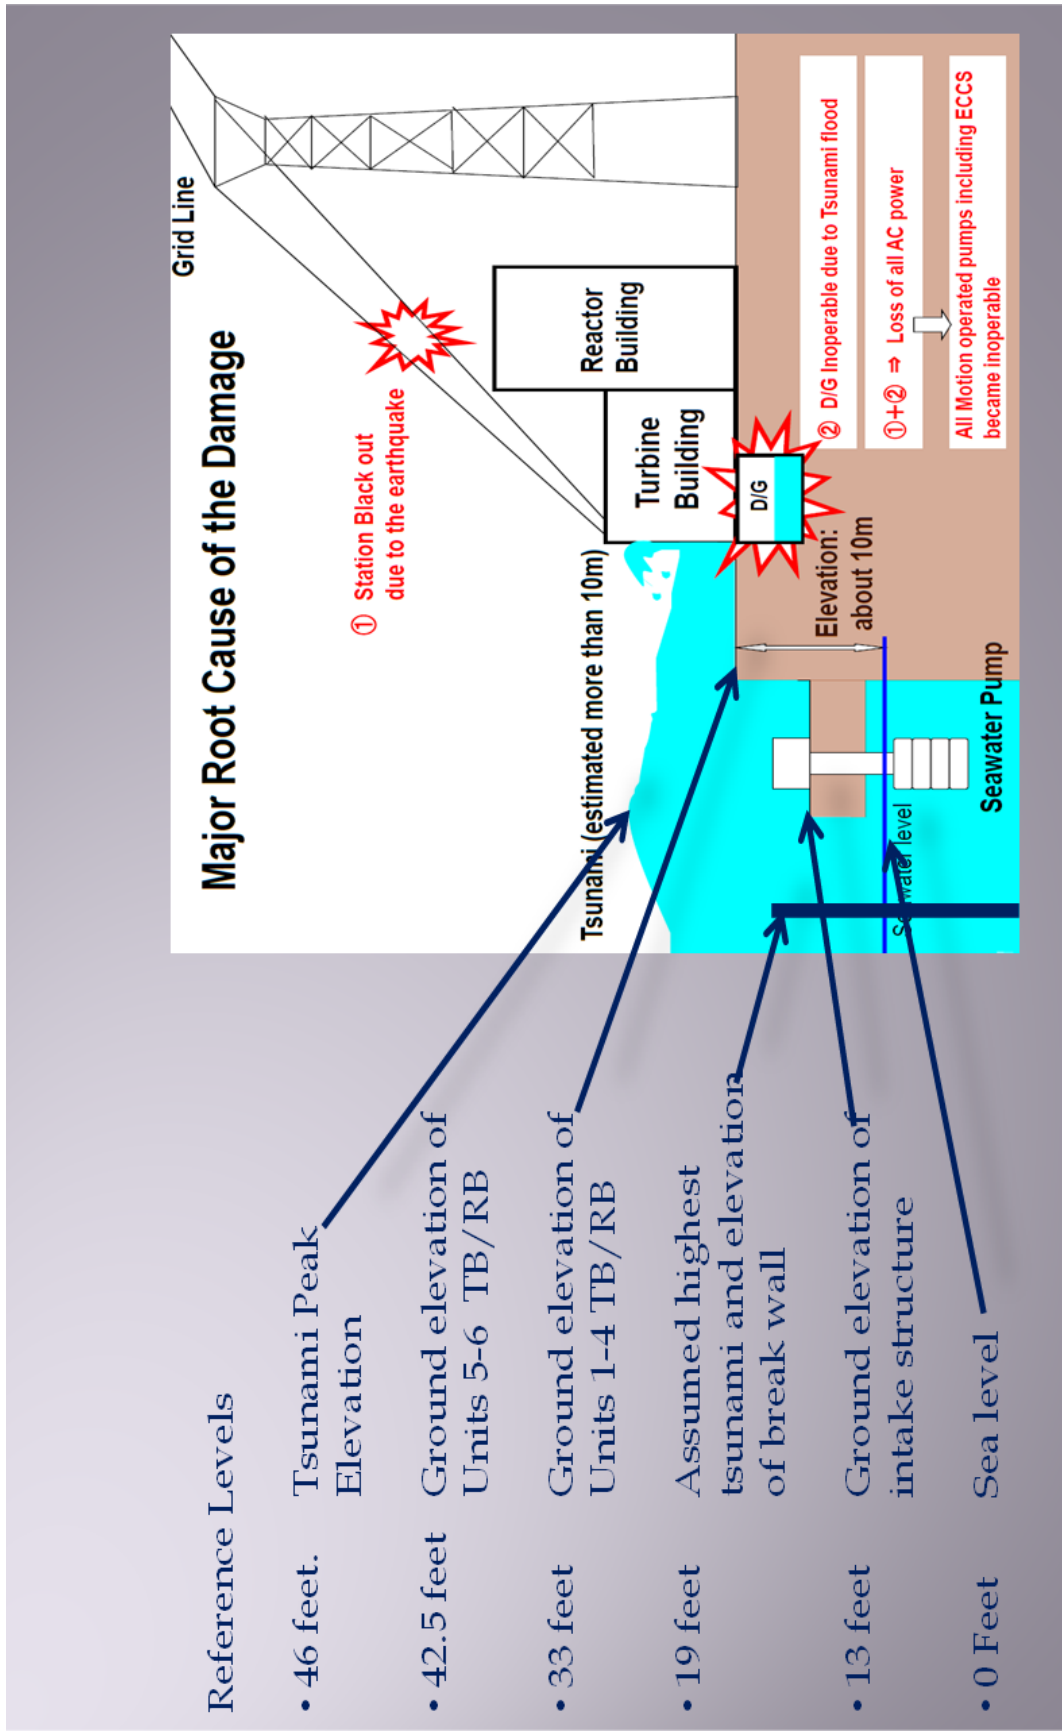 Reference Levels
• 46 feet. Tsunami Peak
Elevation
• 42.5 feet Ground elevation of
Units 5-6 TB/RB
• 33 feet Ground elevation of
Units 1-4 TB/RB
• 19 feet Assumed highest
tsunami and elevation
of break wall
• 13 feet Ground elevation of
intake structure
• 0 Feet Sea level
Major Root Cause of the Damage
Grid Line
① Station Black out
due to the earthquake
Tsunami (estimated more than 10m)
Turbine
Building
Reactor
Building
D/G
Elevation:
about 10m
Seawater level
Seawater Pump
② D/G Inoperable due to Tsunami flood
①+② ⇒ Loss of all AC power
All Motion operated pumps including ECCS
became inoperable